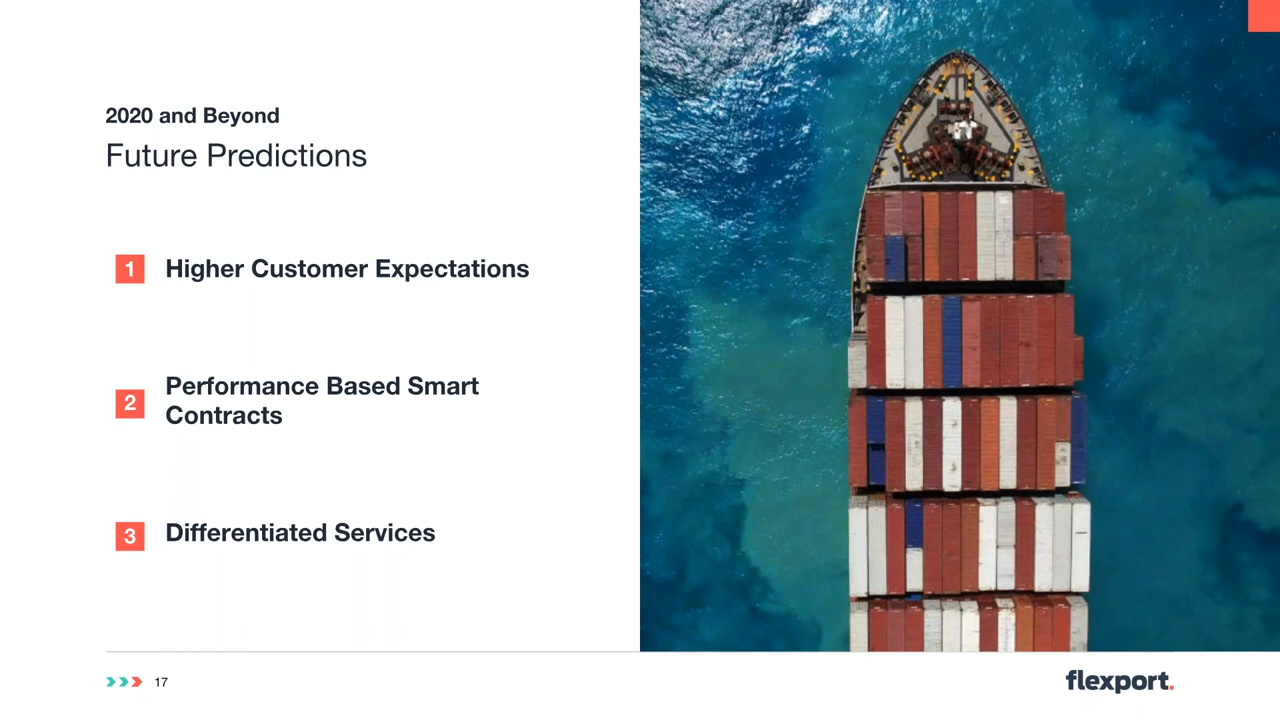 2020 and Beyond
Future Predictions
1 Higher Customer Expectations
2 Performance Based Smart
Contracts
3 Differentiated Services
17
flexport.